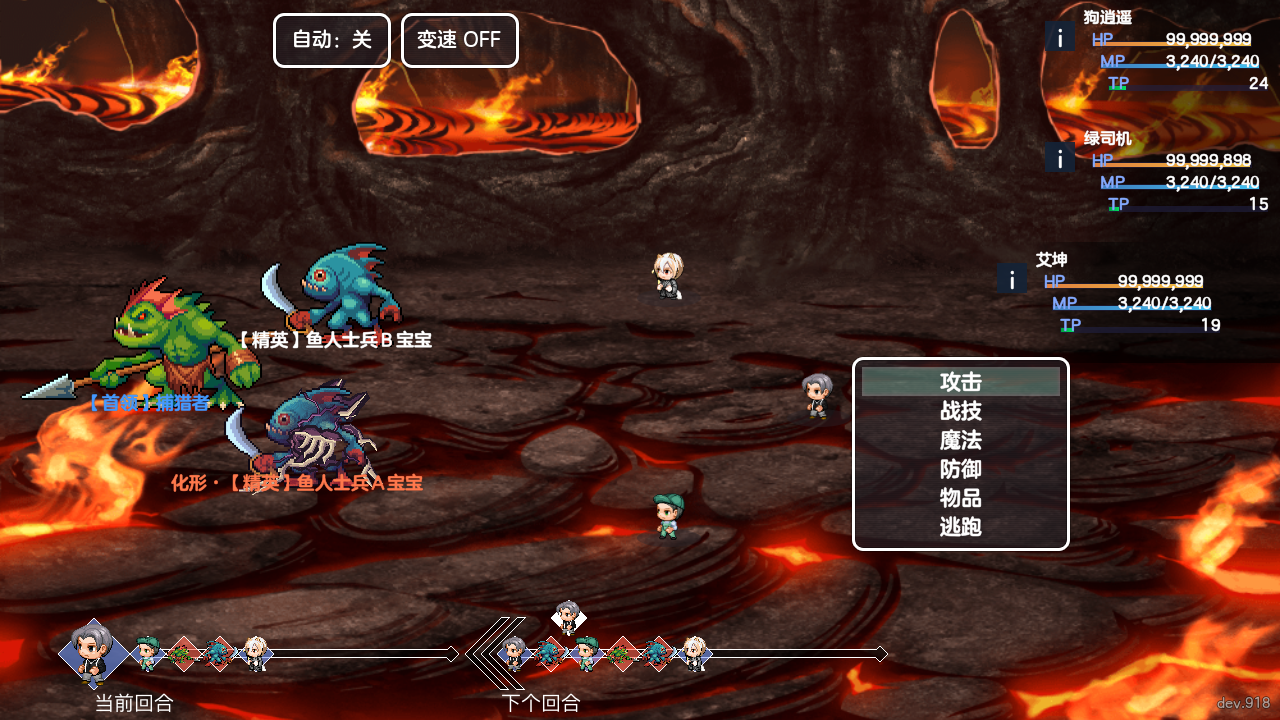 自动：关
变速 OFF
狗逍遥
HP 99,999,999
MP 3,240/3,240
TP 24
绿司机
HP 99,999,898
MP 3,240/3,240
TP 15
艾坤
HP 99,999,999
MP 3,240/3,240
TP 19
【精英】鱼人士兵B宝宝
【首领】捕猎者
化形·【精英】鱼人士兵A宝宝
攻击
战技
魔法
防御
物品
逃跑
当前回合
下个回合
dev.918